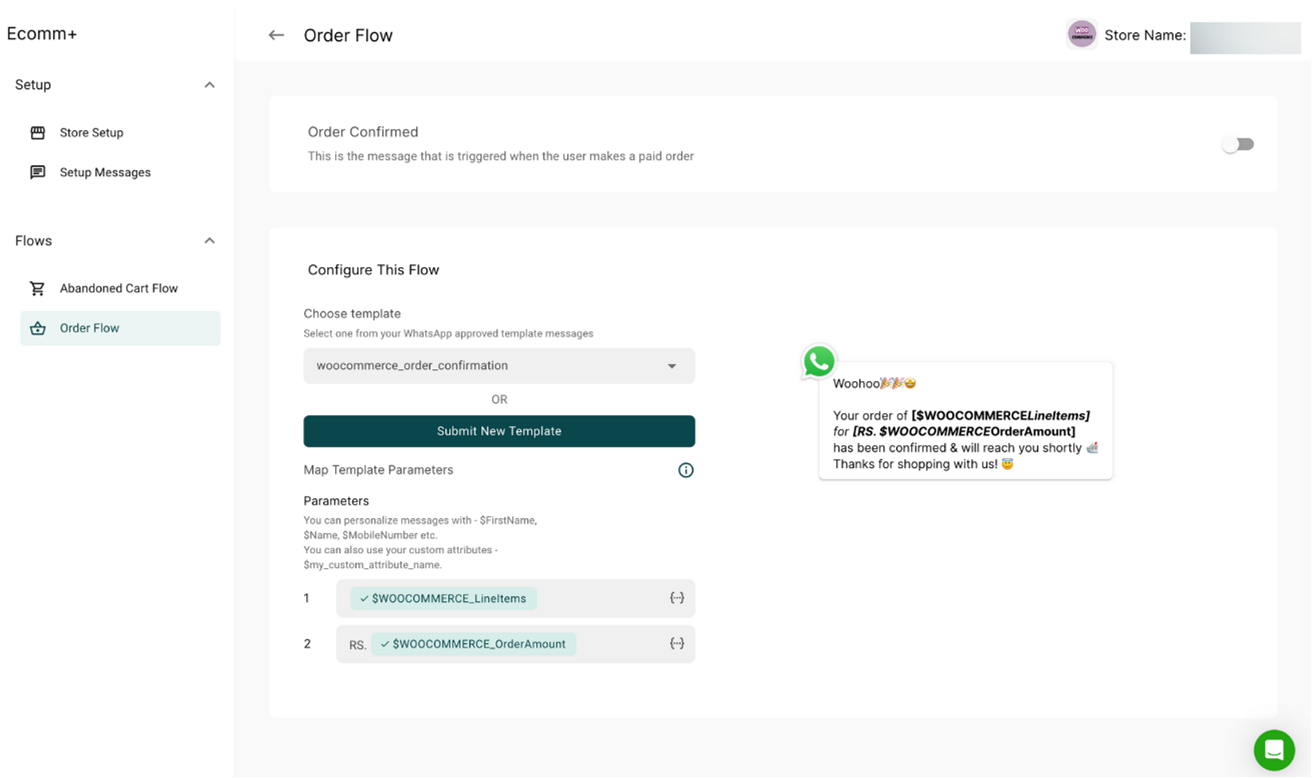 Ecomm+
Setup
Store Setup
Setup Messages
Flows
Abandoned Cart Flow
Order Flow
Order Flow
WOO
COMMERCE
Store Name:
Order Confirmed
This is the message that is triggered when the user makes a paid order
Configure This Flow
Choose template
Select one from your WhatsApp approved template messages
woocommerce_order_confirmation
OR
Submit New Template
Map Template Parameters
Parameters
You can personalize messages with - $FirstName,
$Name, $MobileNumber etc.
You can also use your custom attributes -
$my_custom_attribute_name.
1 ✓ $WOOCOMMERCE_LineItems {···}
2 RS. ✓ $WOOCOMMERCE_OrderAmount {···}
Woohoo🎉🎉🤩
Your order of [$WOOCOMMERCELineItems]
for [RS. $WOOCOMMERCEOrderAmount]
has been confirmed & will reach you shortly
Thanks for shopping with us! 😇